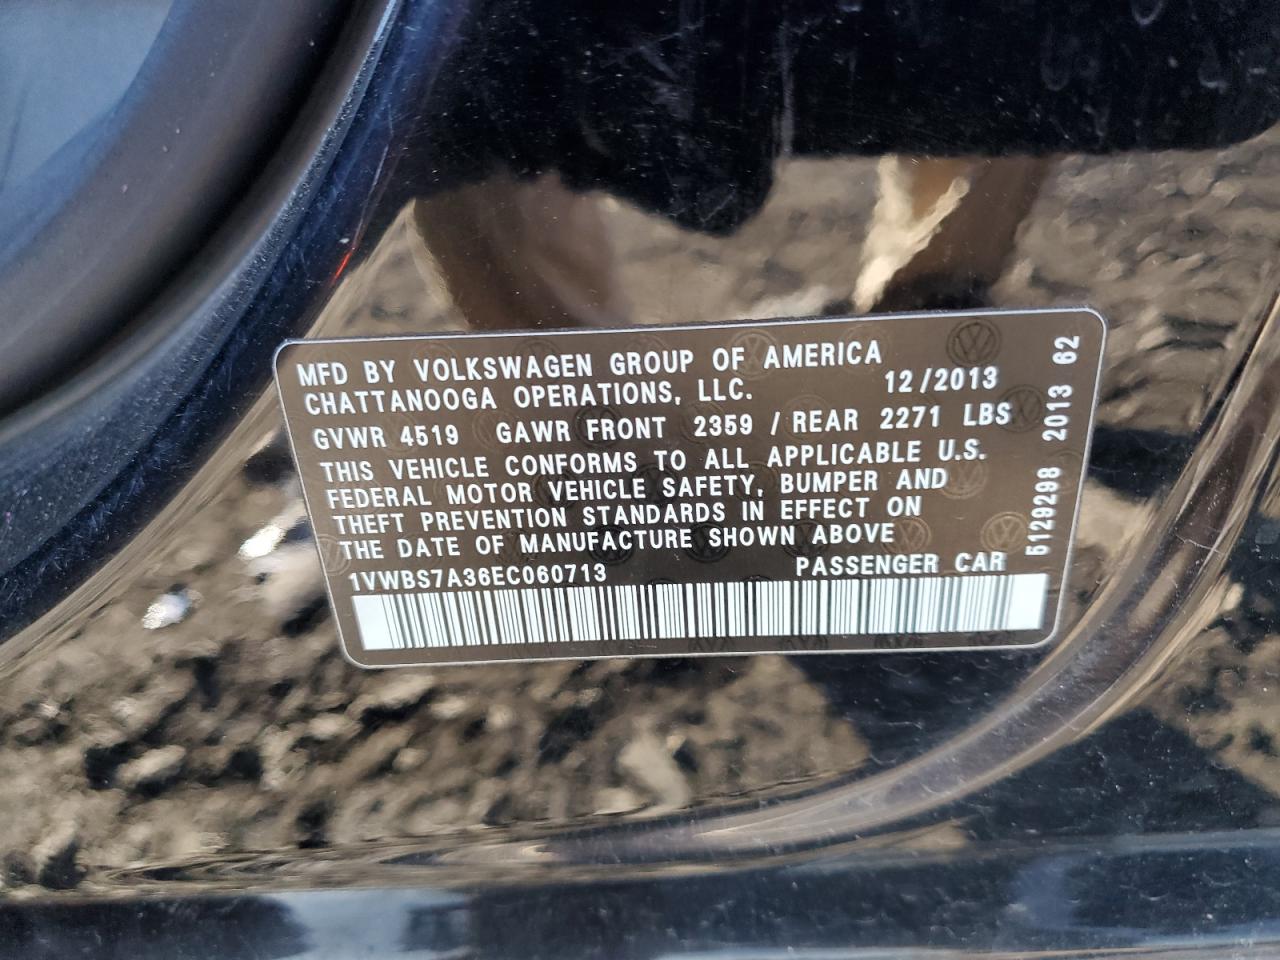 MFD BY VOLKSWAGEN GROUP OF AMERICA
CHATTANOOGA OPERATIONS, LLC. 12/2013
GVWR 4519 GAWR FRONT 2359 / REAR 2271 LBS
THIS VEHICLE CONFORMS TO ALL APPLICABLE U.S.
FEDERAL MOTOR VEHICLE SAFETY, BUMPER AND
THEFT PREVENTION STANDARDS IN EFFECT ON
THE DATE OF MANUFACTURE SHOWN ABOVE
1VWBS7A36EC060713 PASSENGER CAR
5129298 2013 62